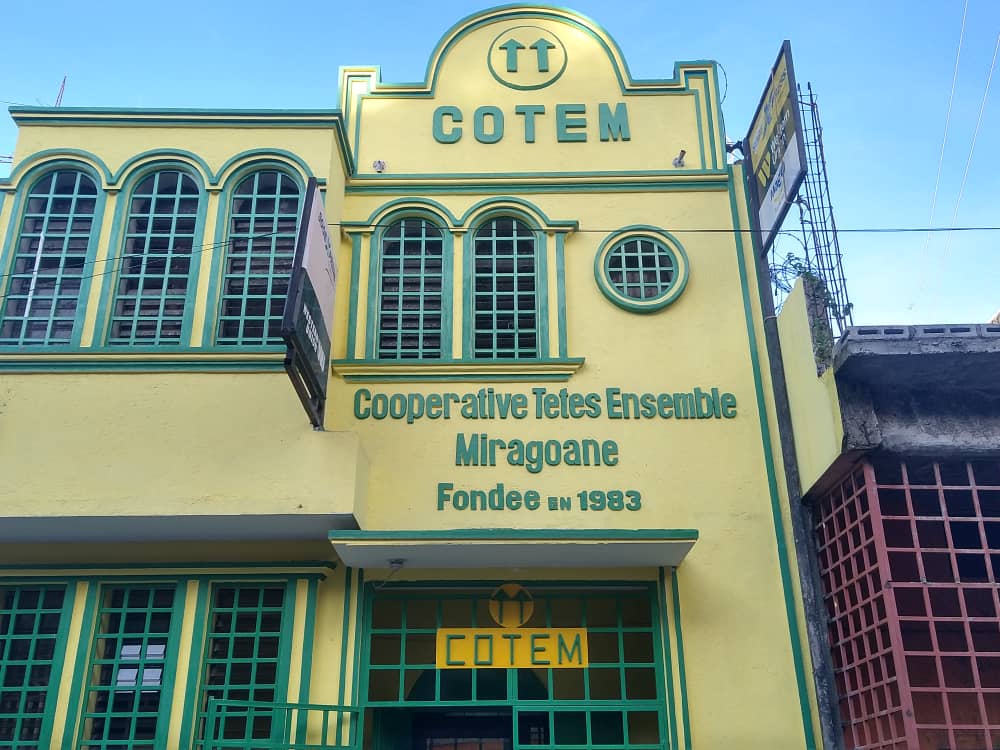 COTEM
Cooperative Tetes Ensemble
Miragoane
Fondee EN 1983
COTEM